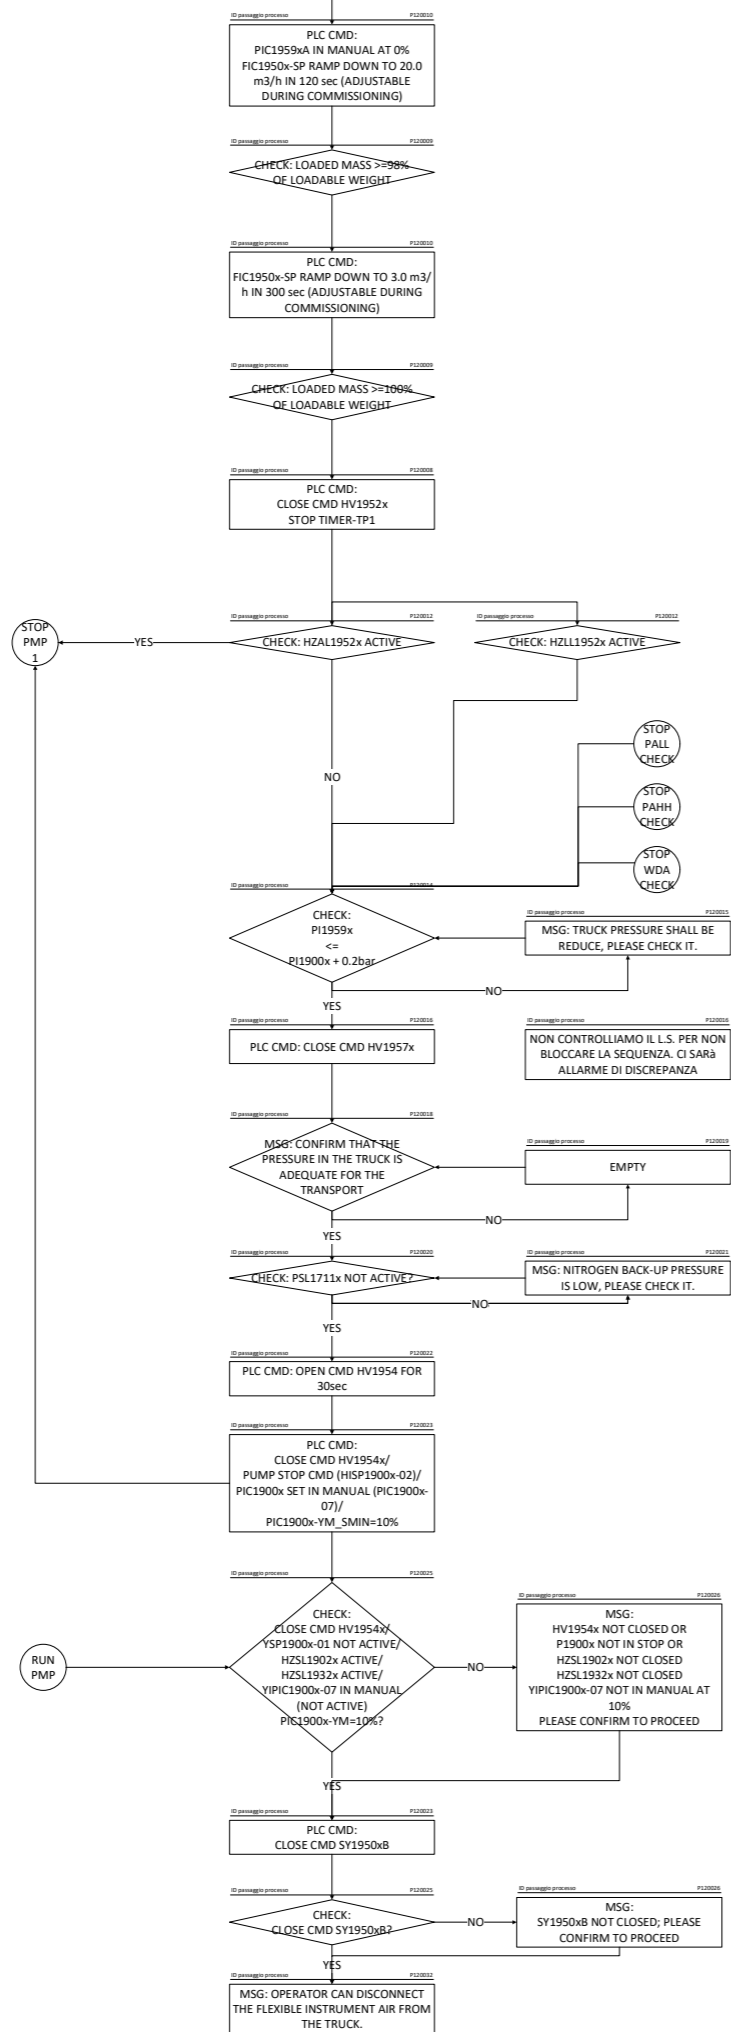 ID passaggio processo P120010
PLC CMD:
PIC1959xA IN MANUAL AT 0%
FIC1950x-SP RAMP DOWN TO 20.0
m3/h IN 120 sec (ADJUSTABLE
DURING COMMISSIONING)
ID passaggio processo P120009
CHECK: LOADED MASS >=98%
OF LOADABLE WEIGHT
ID passaggio processo P120010
PLC CMD:
FIC1950x-SP RAMP DOWN TO 3.0 m3/
h IN 300 sec (ADJUSTABLE DURING
COMMISSIONING)
ID passaggio processo P120009
CHECK: LOADED MASS >=100%
OF LOADABLE WEIGHT
ID passaggio processo P120008
PLC CMD:
CLOSE CMD HV1952x
STOP TIMER-TP1
ID passaggio processo P120012
CHECK: HZAL1952x ACTIVE
ID passaggio processo P120012
CHECK: HZLL1952x ACTIVE
STOP
PMP
1
YES
NO
STOP
PALL
CHECK
STOP
PAHH
CHECK
STOP
WDA
CHECK
ID passaggio processo P120014
CHECK:
PI1959x
<=
PI1900x + 0.2bar
ID passaggio processo P120015
MSG: TRUCK PRESSURE SHALL BE
REDUCE, PLEASE CHECK IT.
NO
YES
ID passaggio processo P120016
PLC CMD: CLOSE CMD HV1957x
ID passaggio processo P120016
NON CONTROLLIAMO IL L.S. PER NON
BLOCCARE LA SEQUENZA. CI SARà
ALLARME DI DISCREPANZA
ID passaggio processo P120018
MSG: CONFIRM THAT THE
PRESSURE IN THE TRUCK IS
ADEQUATE FOR THE
TRANSPORT
ID passaggio processo P120019
EMPTY
NO
YES
ID passaggio processo P120020
CHECK: PSL1711x NOT ACTIVE?
ID passaggio processo P120021
MSG: NITROGEN BACK-UP PRESSURE
IS LOW, PLEASE CHECK IT.
NO
YES
ID passaggio processo P120022
PLC CMD: OPEN CMD HV1954 FOR
30sec
ID passaggio processo P120023
PLC CMD:
CLOSE CMD HV1954x/
PUMP STOP CMD (HISP1900x-02)/
PIC1900x SET IN MANUAL (PIC1900x-
07)/
PIC1900x-YM_SMIN=10%
ID passaggio processo P120025
CHECK:
CLOSE CMD HV1954x/
YSP1900x-01 NOT ACTIVE/
HZSL1902x ACTIVE/
HZSL1932x ACTIVE/
YIPIC1900x-07 IN MANUAL
(NOT ACTIVE)
PIC1900x-YM=10%?
RUN
PMP
NO
ID passaggio processo P120026
MSG:
HV1954x NOT CLOSED OR
P1900x NOT IN STOP OR
HZSL1902x NOT CLOSED
HZSL1932x NOT CLOSED
YIPIC1900x-07 NOT IN MANUAL AT
10%
PLEASE CONFIRM TO PROCEED
YES
ID passaggio processo P120023
PLC CMD:
CLOSE CMD SY1950xB
ID passaggio processo P120025
CHECK:
CLOSE CMD SY1950xB?
NO
ID passaggio processo P120026
MSG:
SY1950xB NOT CLOSED; PLEASE
CONFIRM TO PROCEED
YES
ID passaggio processo P120032
MSG: OPERATOR CAN DISCONNECT
THE FLEXIBLE INSTRUMENT AIR FROM
THE TRUCK.